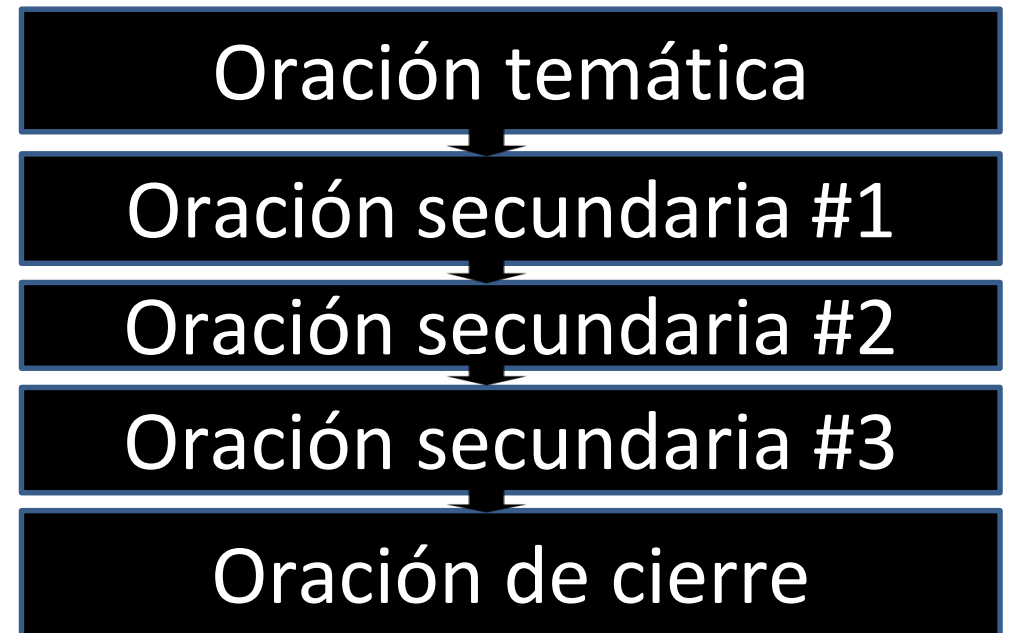 Oración temática
Oración secundaria #1
Oración secundaria #2
Oración secundaria #3
Oración de cierre